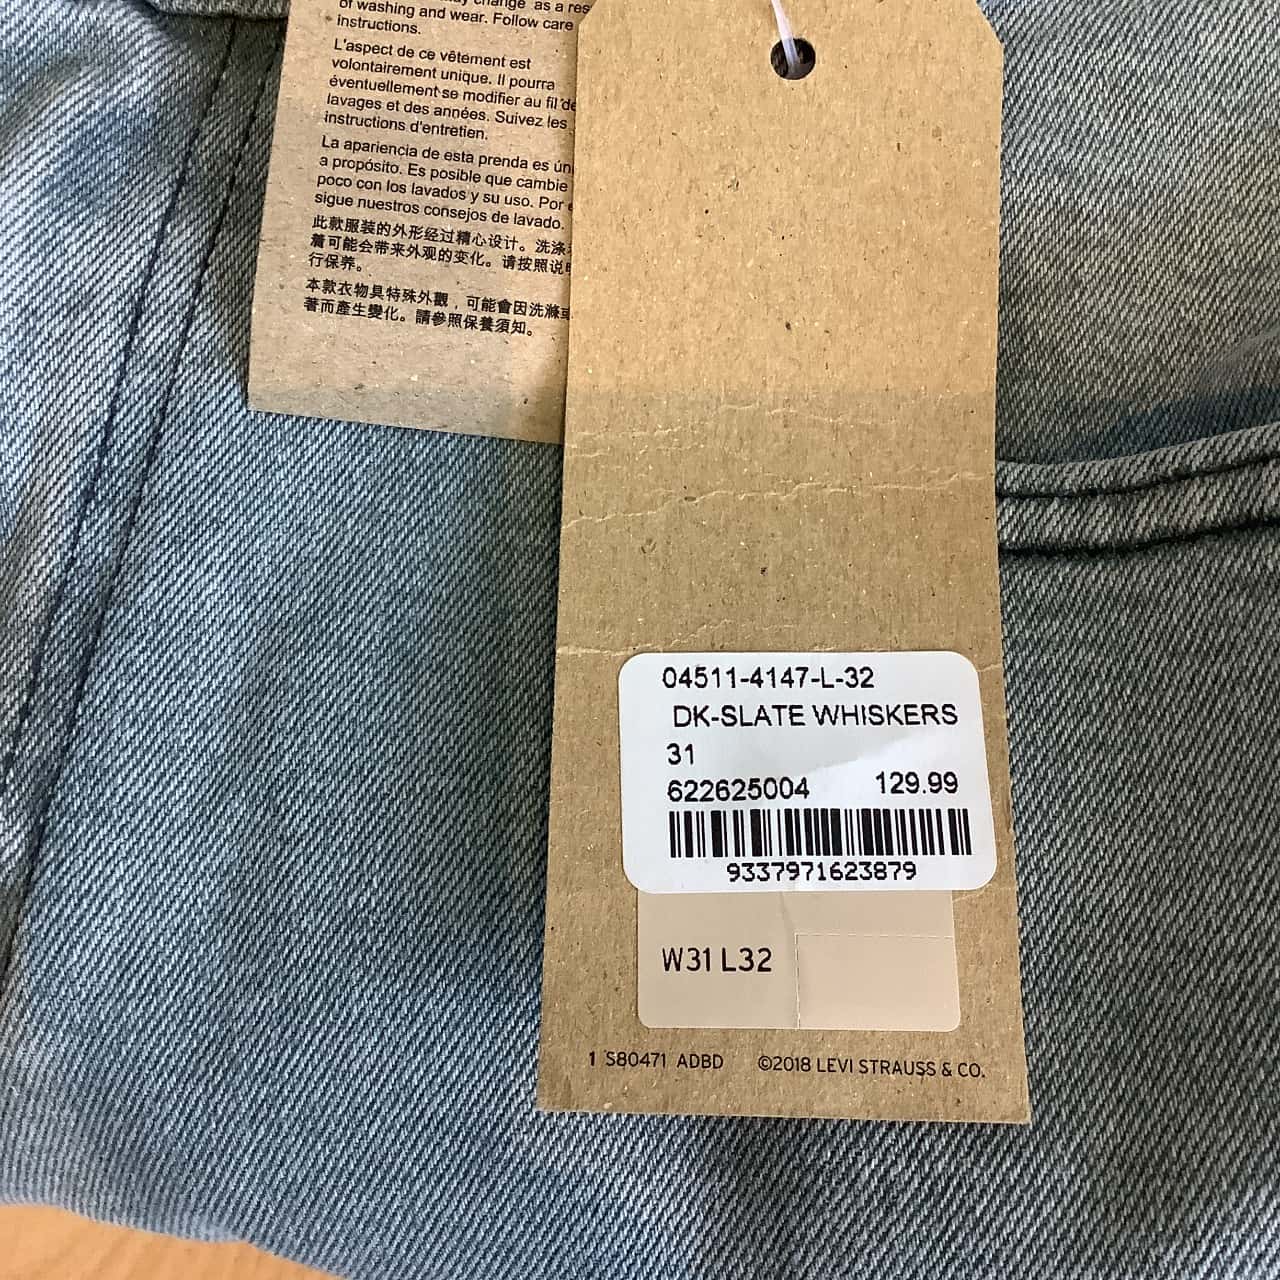 change as a res
of washing and wear. Follow care
instructions.
L'aspect de ce vêtement est
volontairement unique. Il pourra
éventuellement se modifier au fil de
lavages et des années. Suivez les
instructions d'entretien.
La apariencia de esta prenda es ún
a propósito. Es posible que cambie
poco con los lavados y su uso. Por e
sigue nuestros consejos de lavado.
此款服装的外形经过精心设计。洗涤
着可能会带来外观的变化。请按照说
行保养。
本款衣物具特殊外觀，可能會因洗滌或
著而產生變化。請參照保養須知。
04511-4147-L-32
DK-SLATE WHISKERS
31
622625004 129.99
9337971623879
W31 L32
1 S80471 ADBD ©2018 LEVI STRAUSS & CO.